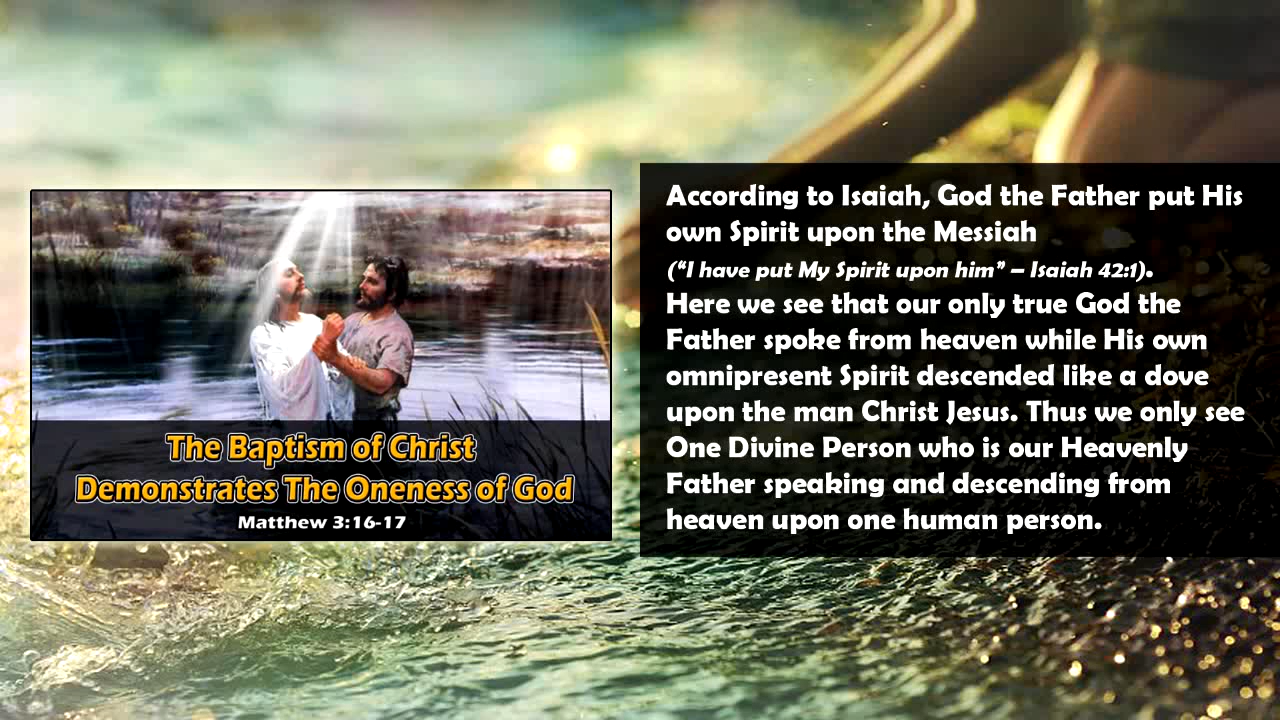 The Baptism of Christ
Demonstrates The Oneness of God
Matthew 3:16-17
According to Isaiah, God the Father put His
own Spirit upon the Messiah
(“I have put My Spirit upon him” – Isaiah 42:1).
Here we see that our only true God the
Father spoke from heaven while His own
omnipresent Spirit descended like a dove
upon the man Christ Jesus. Thus we only see
One Divine Person who is our Heavenly
Father speaking and descending from
heaven upon one human person.